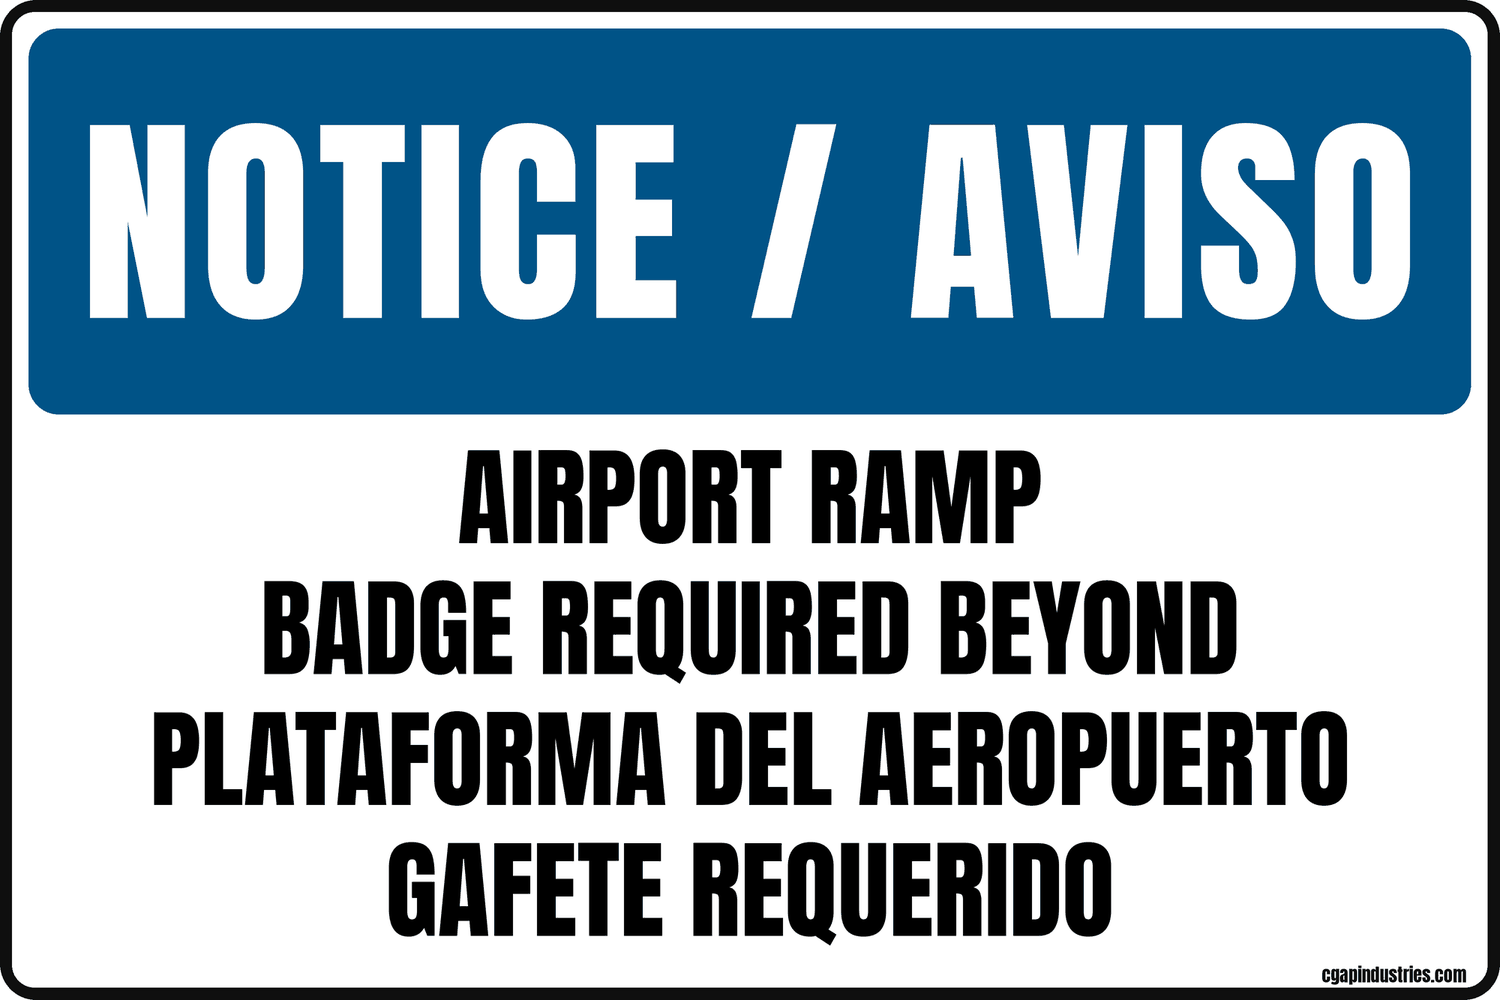 NOTICE / AVISO
AIRPORT RAMP
BADGE REQUIRED BEYOND
PLATAFORMA DEL AEROPUERTO
GAFETE REQUERIDO
cgapindustries.com